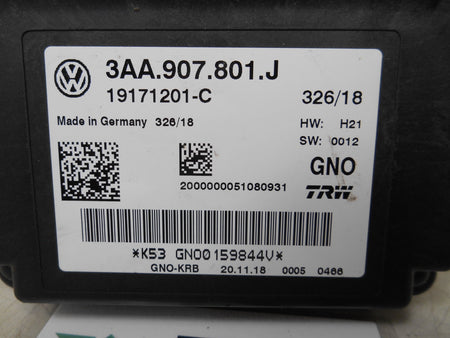 3AA.907.801.J
19171201-C 326/18
Made in Germany 326/18 HW: H21
SW: 0012
GNO
2000000051080931 TRW
*K53 GNO0159844V*
GNO-KRB 20.11.18 0005 0466